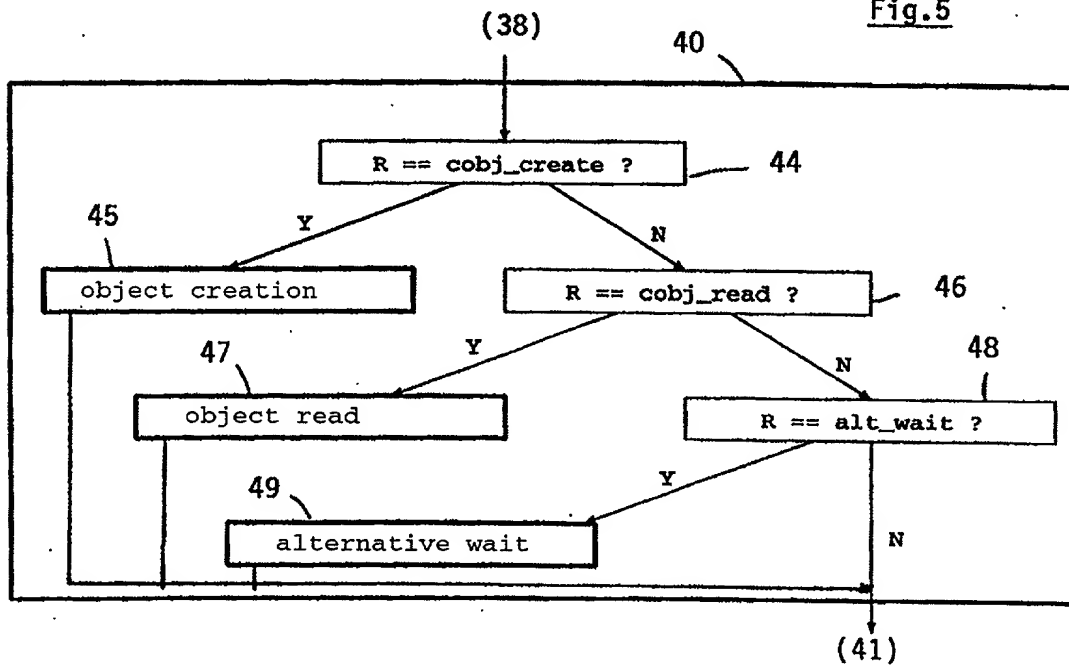 Fig.5
(38)
40
R == cobj_create ?
44
45
Y
N
object creation
R == cobj_read ?
46
47
Y
N
48
object read
R == alt_wait ?
49
Y
alternative wait
N
(41)